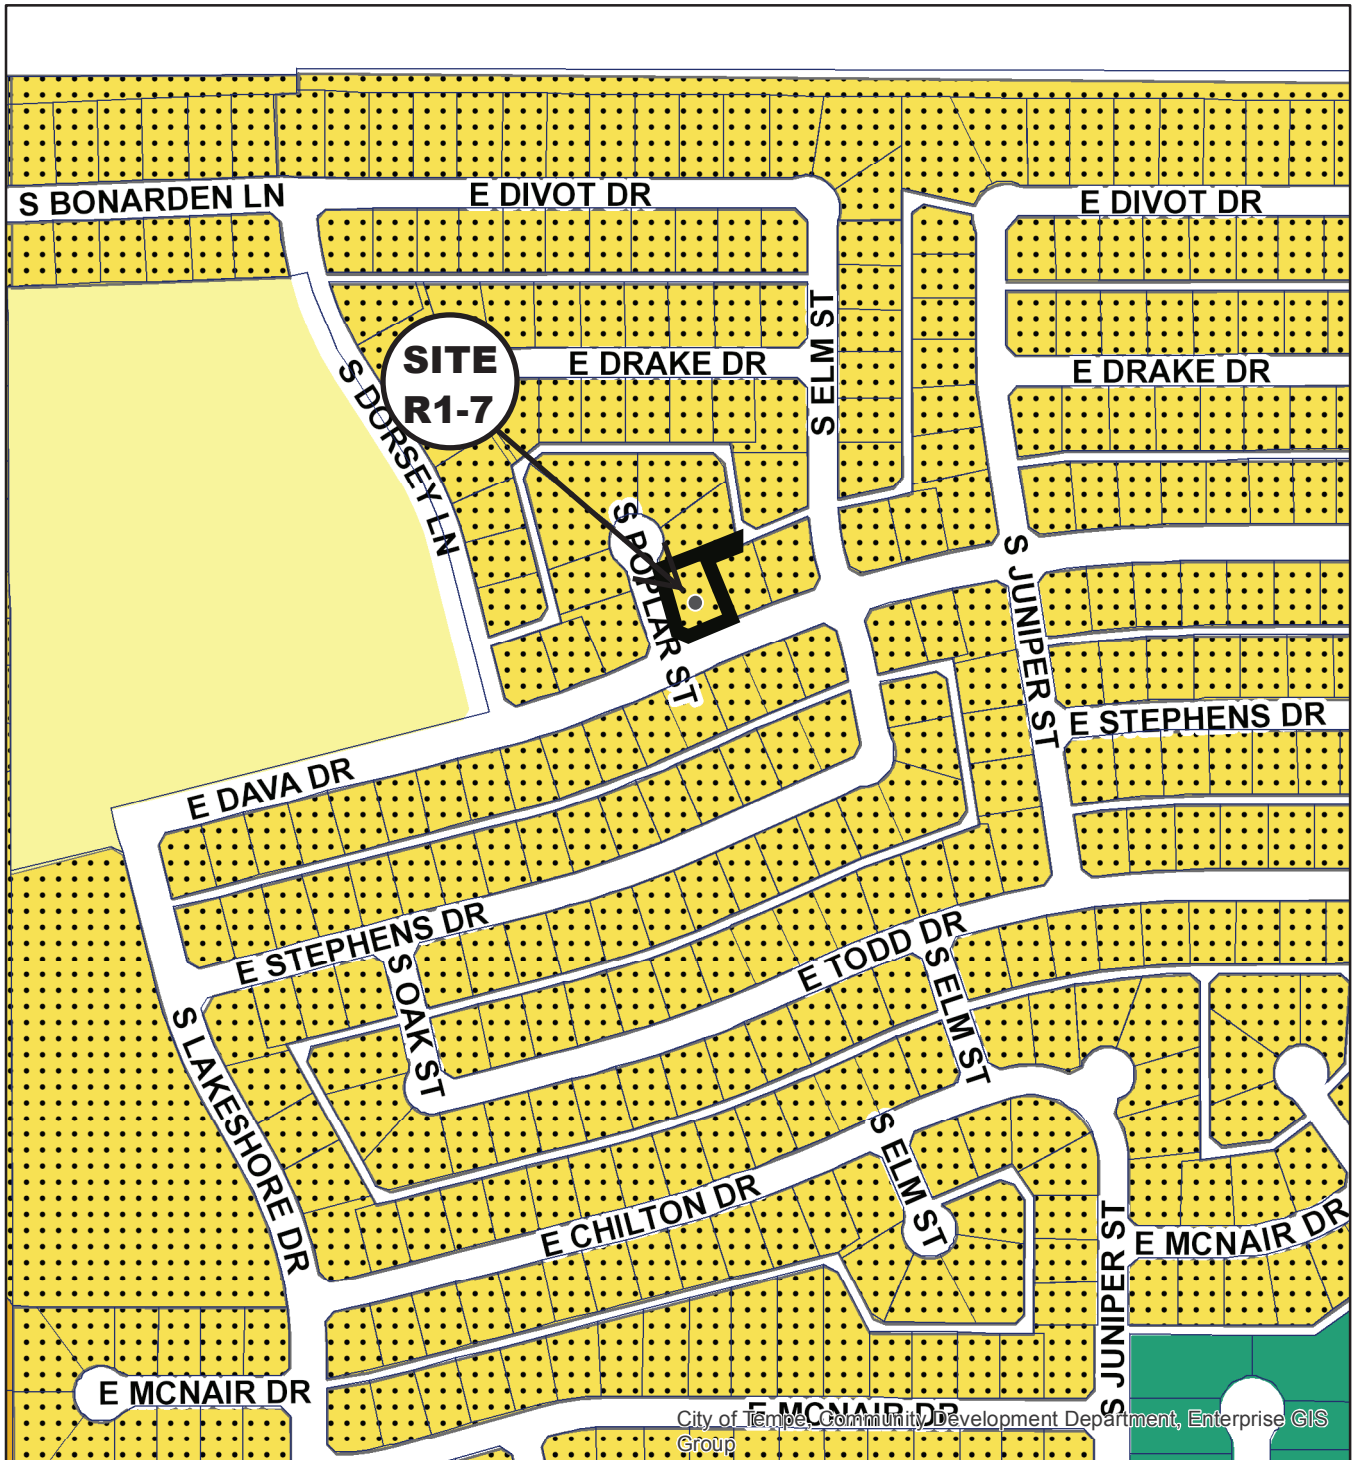 S BONARDEN LN
E DIVOT DR
E DIVOT DR
SITE
R1-7
E DRAKE DR
S ELM ST
E DRAKE DR
S DORSEY LN
S POPLAR ST
S JUNIPER ST
E STEPHENS DR
E DAVA DR
E STEPHENS DR
S OAK ST
E TODD DR
S ELM ST
S LAKESHORE DR
S ELM ST
E CHILTON DR
S JUNIPER ST
E MCNAIR DR
E MCNAIR DR
E MCNAIR DR
City of Tempe, Community Development Department, Enterprise GIS
Group